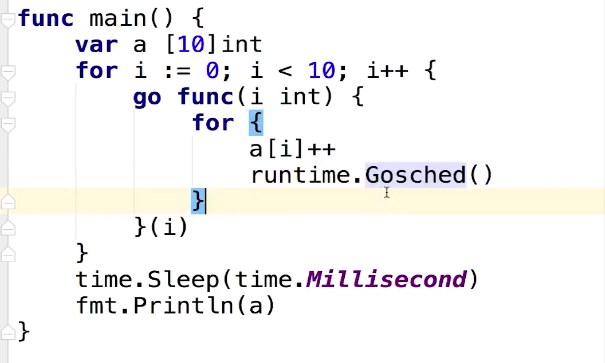 func main() {
    var a [10]int
    for i := 0; i < 10; i++ {
        go func(i int) {
            for {
                a[i]++
                runtime.Gosched()
            }
        }(i)
    }
    time.Sleep(time.Millisecond)
    fmt.Println(a)
}